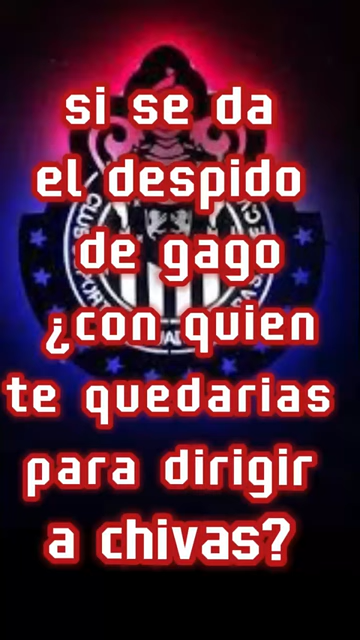 si se da
el despido
de gago
¿con quien
te quedarias
para dirigir
a chivas?